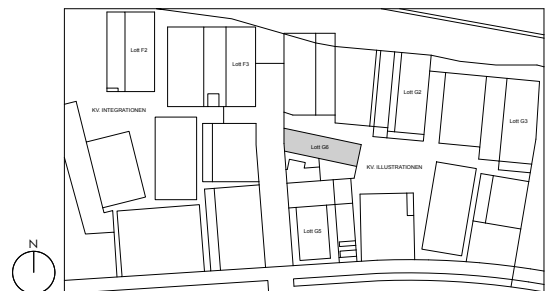 Lott F2
Lott F3
Lott G2
KV. INTEGRATIONEN
Lott G3
Lott G6
KV. ILLUSTRATIONEN
Lott G5
N